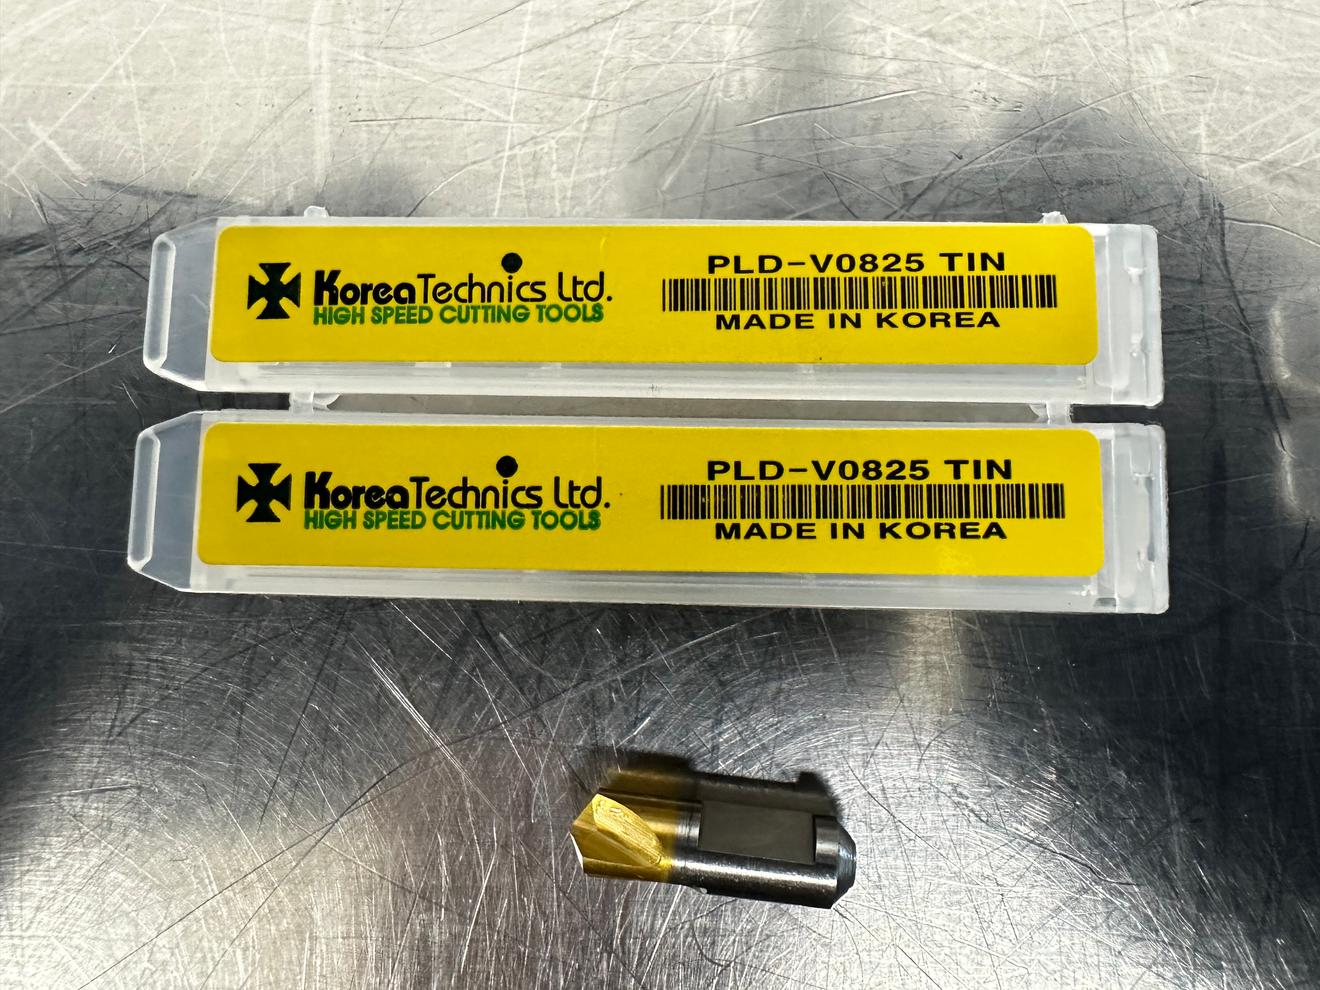 KoreaTechnics Ltd.
HIGH SPEED CUTTING TOOLS
PLD-V0825 TIN
MADE IN KOREA
KoreaTechnics Ltd.
HIGH SPEED CUTTING TOOLS
PLD-V0825 TIN
MADE IN KOREA